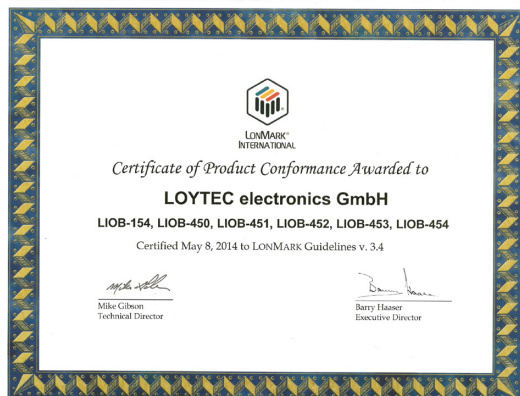 LONMARK®
INTERNATIONAL
Certificate of Product Conformance Awarded to
LOYTEC electronics GmbH
LIOB-154, LIOB-450, LIOB-451, LIOB-452, LIOB-453, LIOB-454
Certified May 8, 2014 to LONMARK Guidelines v. 3.4
Mike Gibson
Technical Director
Barry Haaser
Executive Director